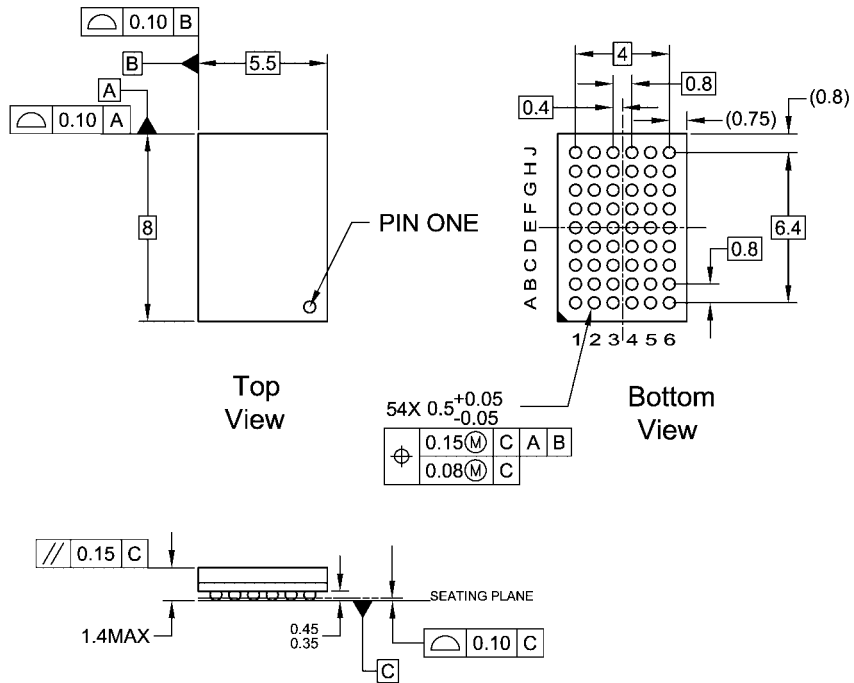 ⌓ 0.10 B
B
5.5
A
⌓ 0.10 A
8
PIN ONE
Top
View
4
0.8
0.4
(0.75)
(0.8)
6.4
0.8
J
H
G
F
E
D
C
B
A
1 2 3 4 5 6
Bottom
View
54X 0.5 +0.05
-0.05
⌖ 0.15Ⓜ C A B
0.08Ⓜ C
// 0.15 C
1.4MAX
0.45
0.35
SEATING PLANE
⌓ 0.10 C
C